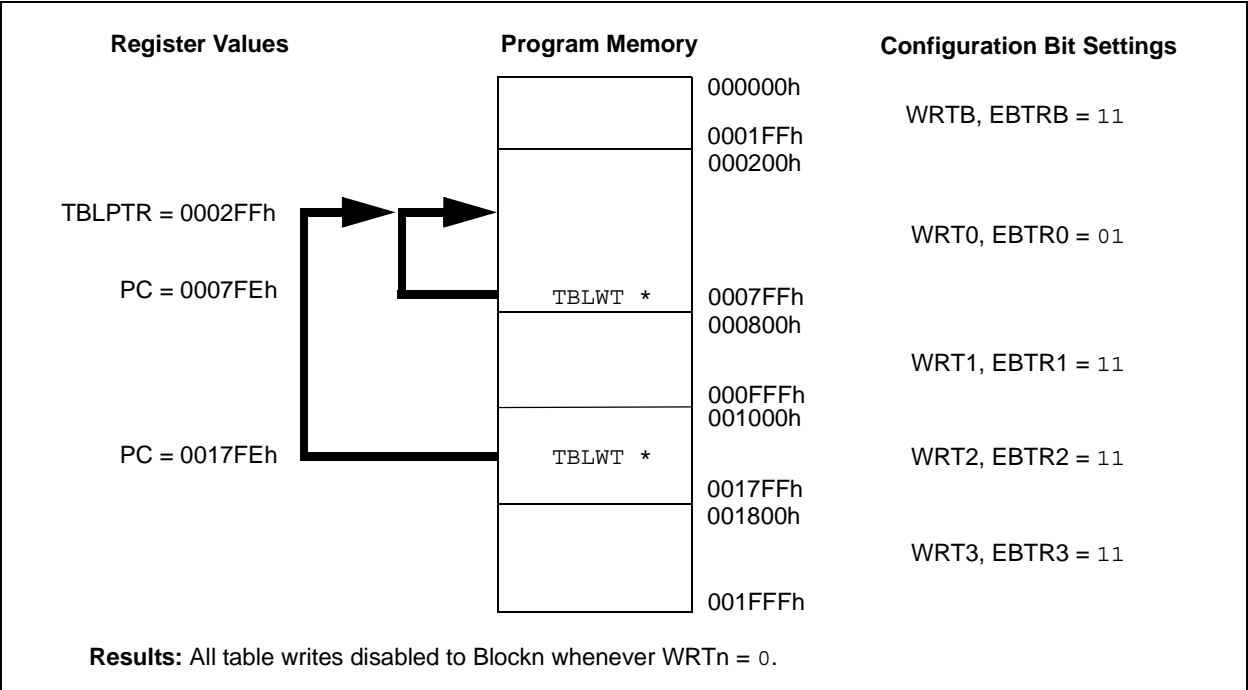 Register Values Program Memory Configuration Bit Settings
000000h
WRTB, EBTRB = 11
0001FFh
000200h
TBLPTR = 0002FFh
WRT0, EBTR0 = 01
PC = 0007FEh TBLWT * 0007FFh
000800h
WRT1, EBTR1 = 11
000FFFh
001000h
PC = 0017FEh TBLWT * WRT2, EBTR2 = 11
0017FFh
001800h
WRT3, EBTR3 = 11
001FFFh
Results: All table writes disabled to Blockn whenever WRTn = 0.